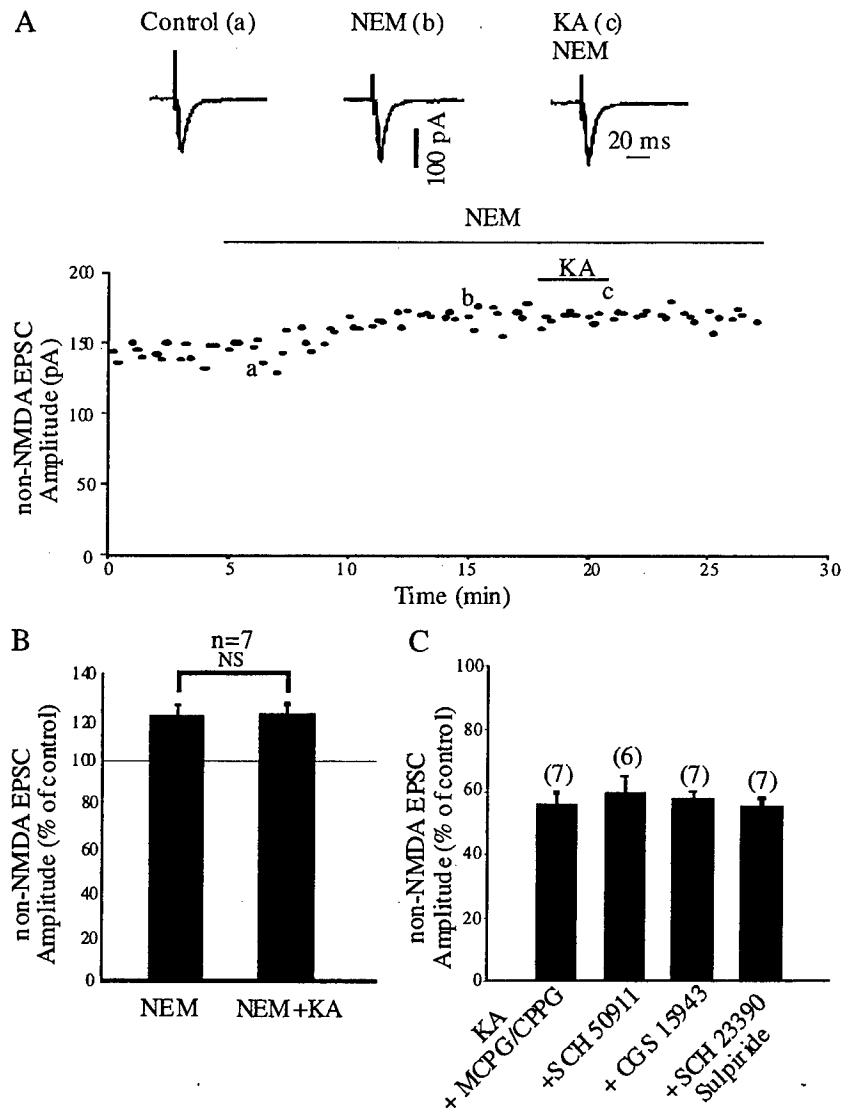 A
Control (a)
NEM (b)
KA (c)
NEM
100 pA
20 ms
NEM
KA
a
b
c
non-NMDA EPSC
Amplitude (pA)
200
150
100
50
0
0 5 10 15 20 25 30
Time (min)
B
n=7
NS
non-NMDA EPSC
Amplitude (% of control)
140
120
100
80
60
40
20
0
NEM NEM+KA
C
non-NMDA EPSC
Amplitude (% of control)
100
80
60
40
20
0
(7) (6) (7) (7)
KA
+ MCPG/CPPG
+SCH 50911
+ CGS 15943
+ SCH 23390
Sulpiride